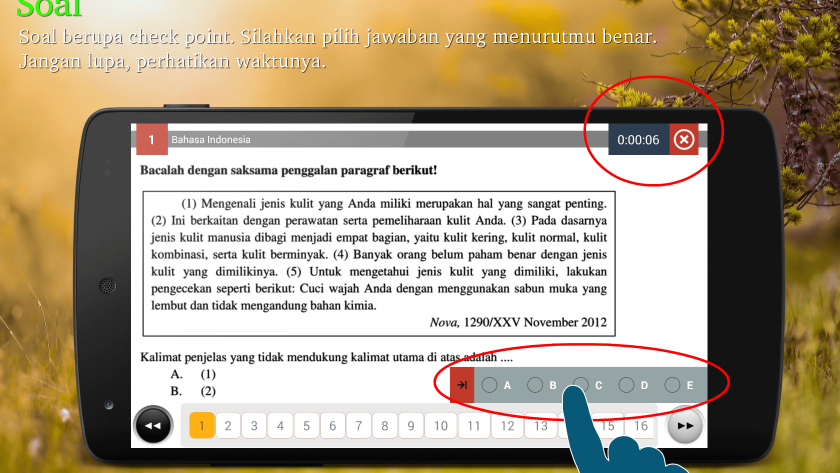 Soal
Soal berupa check point. Silahkan pilih jawaban yang menurutmu benar.
Jangan lupa, perhatikan waktunya.
1 Bahasa Indonesia 0:00:06
Bacalah dengan saksama penggalan paragraf berikut!
(1) Mengenali jenis kulit yang Anda miliki merupakan hal yang sangat penting.
(2) Ini berkaitan dengan perawatan serta pemeliharaan kulit Anda. (3) Pada dasarnya
jenis kulit manusia dibagi menjadi empat bagian, yaitu kulit kering, kulit normal, kulit
kombinasi, serta kulit berminyak. (4) Banyak orang belum paham benar dengan jenis
kulit yang dimilikinya. (5) Untuk mengetahui jenis kulit yang dimiliki, lakukan
pengecekan seperti berikut: Cuci wajah Anda dengan menggunakan sabun muka yang
lembut dan tidak mengandung bahan kimia.
Nova, 1290/XXV November 2012
Kalimat penjelas yang tidak mendukung kalimat utama di atas adalah ....
A. (1)
B. (2)
A B C D E
1 2 3 4 5 6 7 8 9 10 11 12 13 15 16